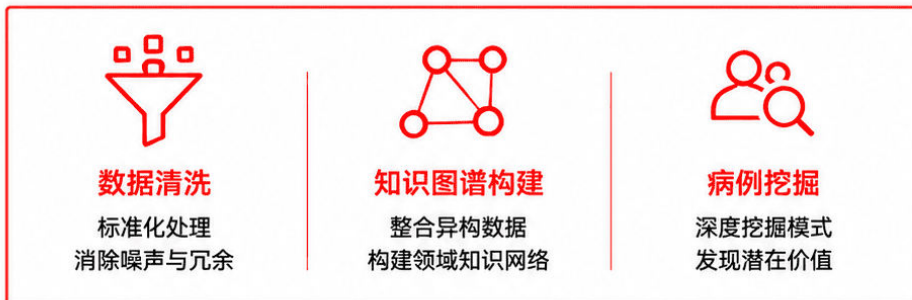 数据清洗
标准化处理
消除噪声与冗余
知识图谱构建
整合异构数据
构建领域知识网络
病例挖掘
深度挖掘模式
发现潜在价值